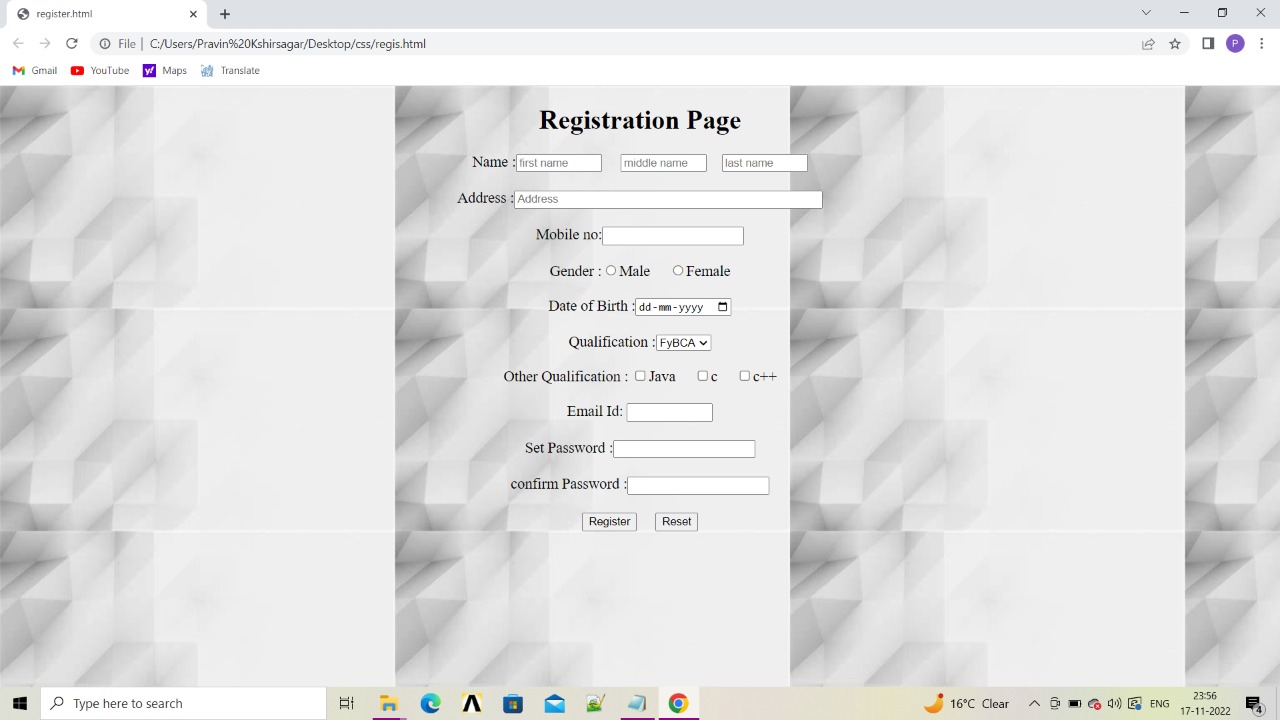 register.html
File | C:/Users/Pravin%20Kshirsagar/Desktop/css/regis.html
P
Gmail YouTube Maps Translate
Registration Page
Name : first name middle name last name
Address : Address
Mobile no:
Gender : Male Female
Date of Birth : dd-mm-yyyy
Qualification : FyBCA
Other Qualification : Java c c++
Email Id:
Set Password :
confirm Password :
Register Reset
Type here to search
16°C Clear
ENG
23:56
17-11-2022
4